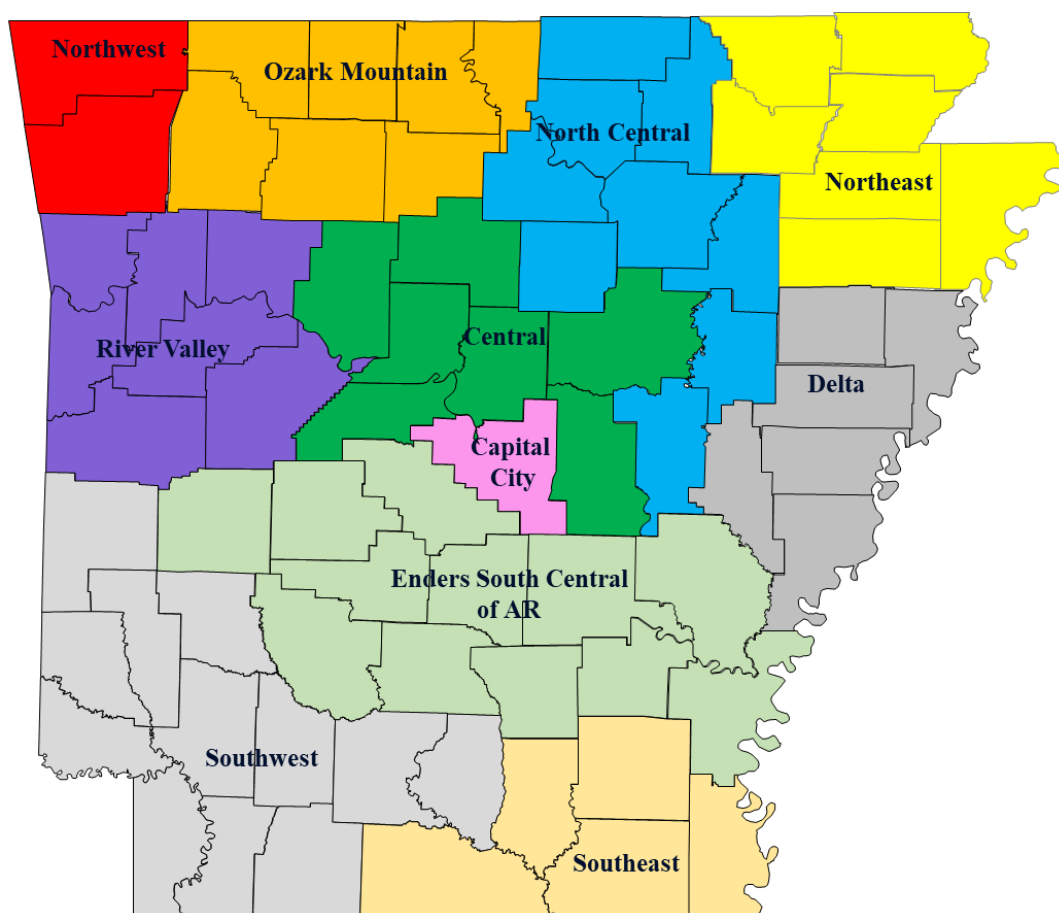 Northwest
Ozark Mountain
North Central
Northeast
River Valley
Central
Delta
Capital
City
Enders South Central
of AR
Southwest
Southeast